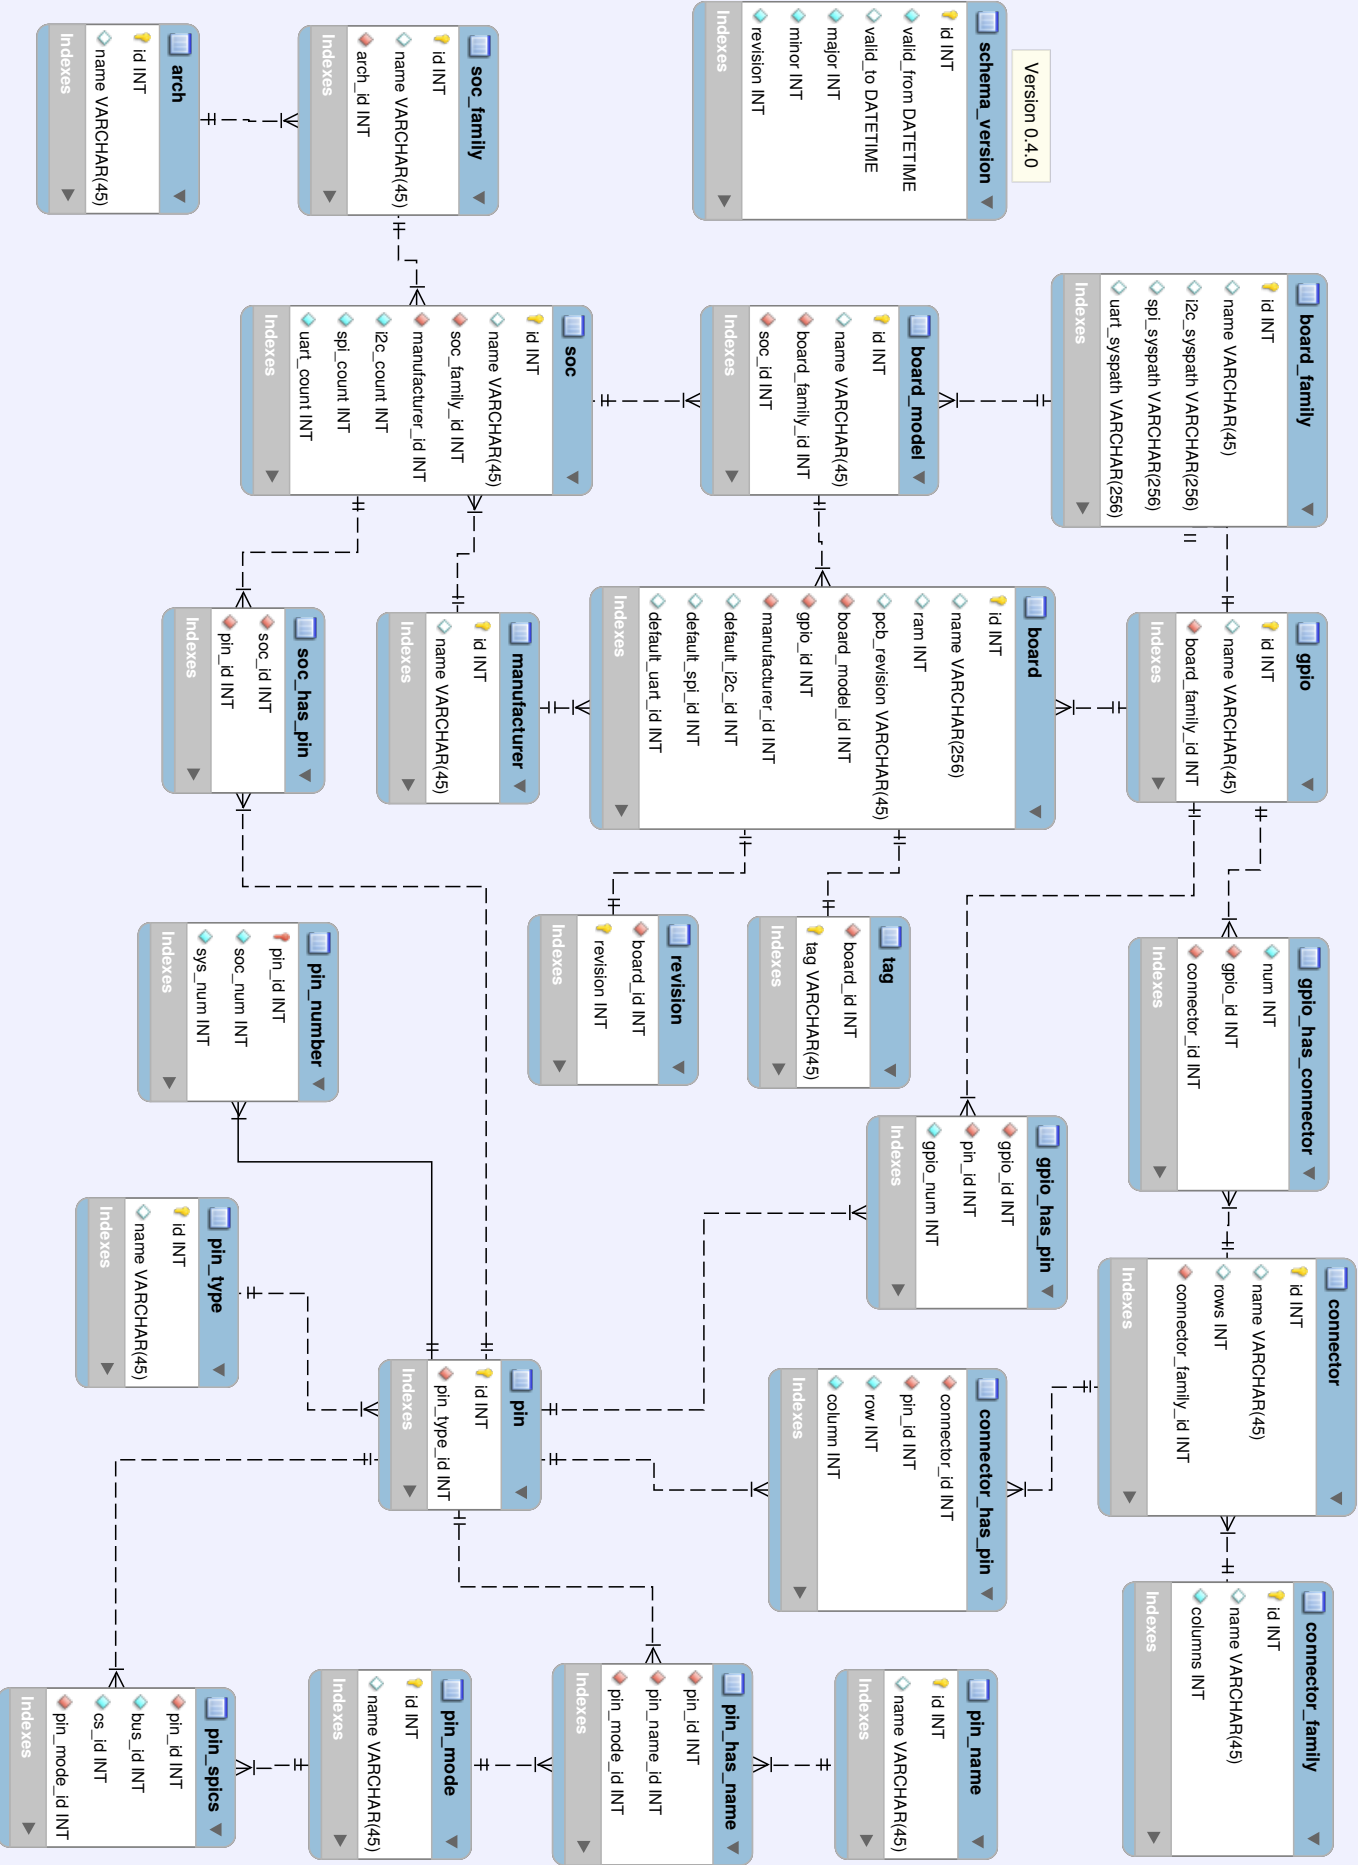 Version 0.4.0
schema_version
id INT
valid_from DATETIME
valid_to DATETIME
major INT
minor INT
revision INT
Indexes
soc_family
id INT
name VARCHAR(45)
arch_id INT
Indexes
arch
id INT
name VARCHAR(45)
Indexes
board_family
id INT
name VARCHAR(45)
i2c_syspath VARCHAR(256)
spi_syspath VARCHAR(256)
uart_syspath VARCHAR(256)
Indexes
board_model
id INT
name VARCHAR(45)
board_family_id INT
soc_id INT
Indexes
soc
id INT
name VARCHAR(45)
soc_family_id INT
manufacturer_id INT
i2c_count INT
spi_count INT
uart_count INT
Indexes
gpio
id INT
name VARCHAR(45)
board_family_id INT
Indexes
board
id INT
name VARCHAR(256)
ram INT
pcb_revision VARCHAR(45)
board_model_id INT
gpio_id INT
manufacturer_id INT
default_i2c_id INT
default_spi_id INT
default_uart_id INT
Indexes
manufacturer
id INT
name VARCHAR(45)
Indexes
soc_has_pin
soc_id INT
pin_id INT
Indexes
gpio_has_connector
num INT
gpio_id INT
connector_id INT
Indexes
tag
board_id INT
tag VARCHAR(45)
Indexes
revision
board_id INT
revision INT
Indexes
pin_number
pin_id INT
soc_num INT
sys_num INT
Indexes
gpio_has_pin
gpio_id INT
pin_id INT
gpio_num INT
Indexes
pin_type
id INT
name VARCHAR(45)
Indexes
connector
id INT
name VARCHAR(45)
rows INT
connector_family_id INT
Indexes
connector_has_pin
connector_id INT
pin_id INT
row INT
column INT
Indexes
pin
id INT
pin_type_id INT
Indexes
connector_family
id INT
name VARCHAR(45)
columns INT
Indexes
pin_name
id INT
name VARCHAR(45)
Indexes
pin_has_name
pin_id INT
pin_name_id INT
pin_mode_id INT
Indexes
pin_mode
id INT
name VARCHAR(45)
Indexes
pin_spics
pin_id INT
bus_id INT
cs_id INT
pin_mode_id INT
Indexes